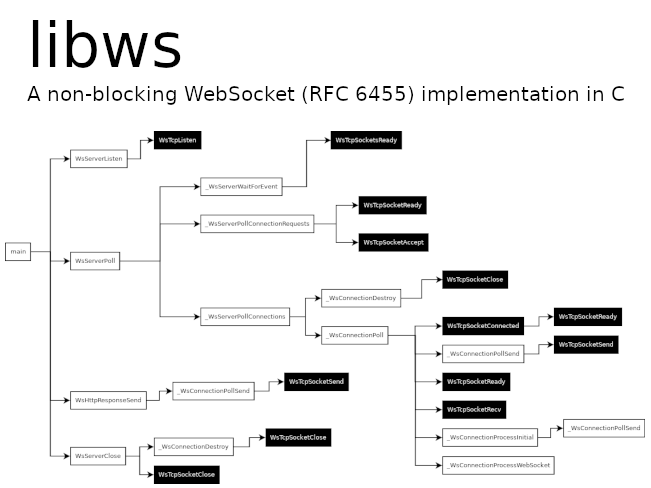 libws
A non-blocking WebSocket (RFC 6455) implementation in C
WsTcpListen
WsTcpSocketsReady
WsServerListen
_WsServerWaitForEvent
WsTcpSocketReady
_WsServerPollConnectionRequests
WsTcpSocketAccept
main
WsServerPoll
WsTcpSocketClose
_WsConnectionDestroy
_WsServerPollConnections
WsTcpSocketConnected
WsTcpSocketReady
_WsConnectionPoll
_WsConnectionPollSend
WsTcpSocketSend
WsTcpSocketReady
WsTcpSocketSend
_WsConnectionPollSend
WsHttpResponseSend
WsTcpSocketRecv
_WsConnectionPollSend
WsTcpSocketClose
_WsConnectionProcessInitial
_WsConnectionDestroy
WsServerClose
_WsConnectionProcessWebSocket
WsTcpSocketClose